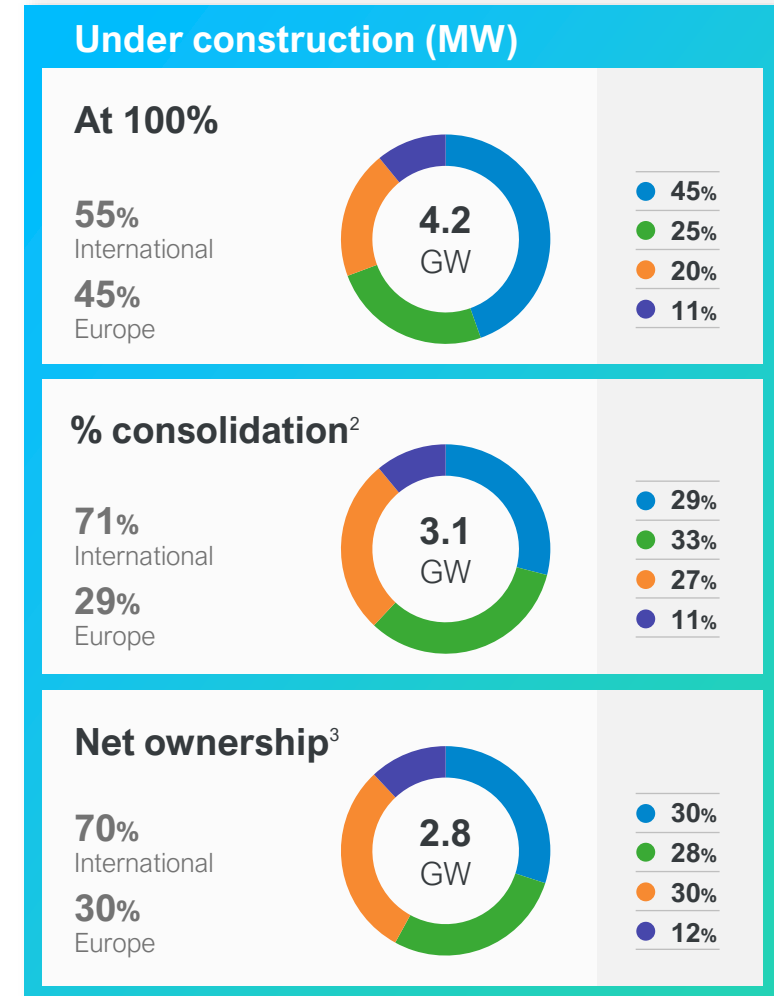 Under construction (MW)
At 100%
55%
International
45%
Europe
4.2
GW
45%
25%
20%
11%
% consolidation2
71%
International
29%
Europe
3.1
GW
29%
33%
27%
11%
Net ownership3
70%
International
30%
Europe
2.8
GW
30%
28%
30%
12%